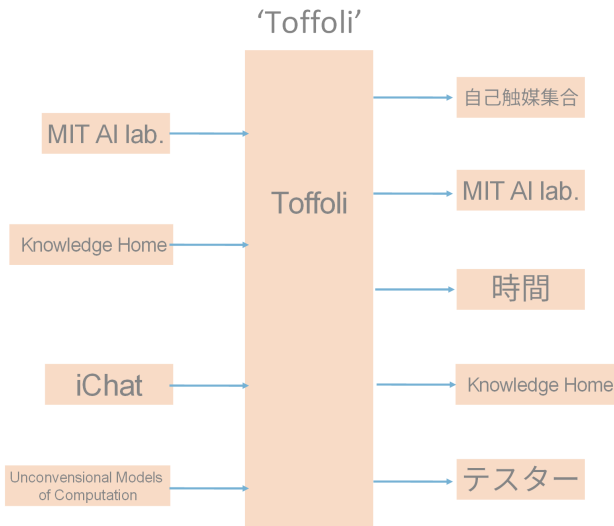 ‘Toffoli’
MIT AI lab.
Knowledge Home
iChat
Unconventional Models
of Computation
Toffoli
自己触媒集合
MIT AI lab.
時間
Knowledge Home
テスター